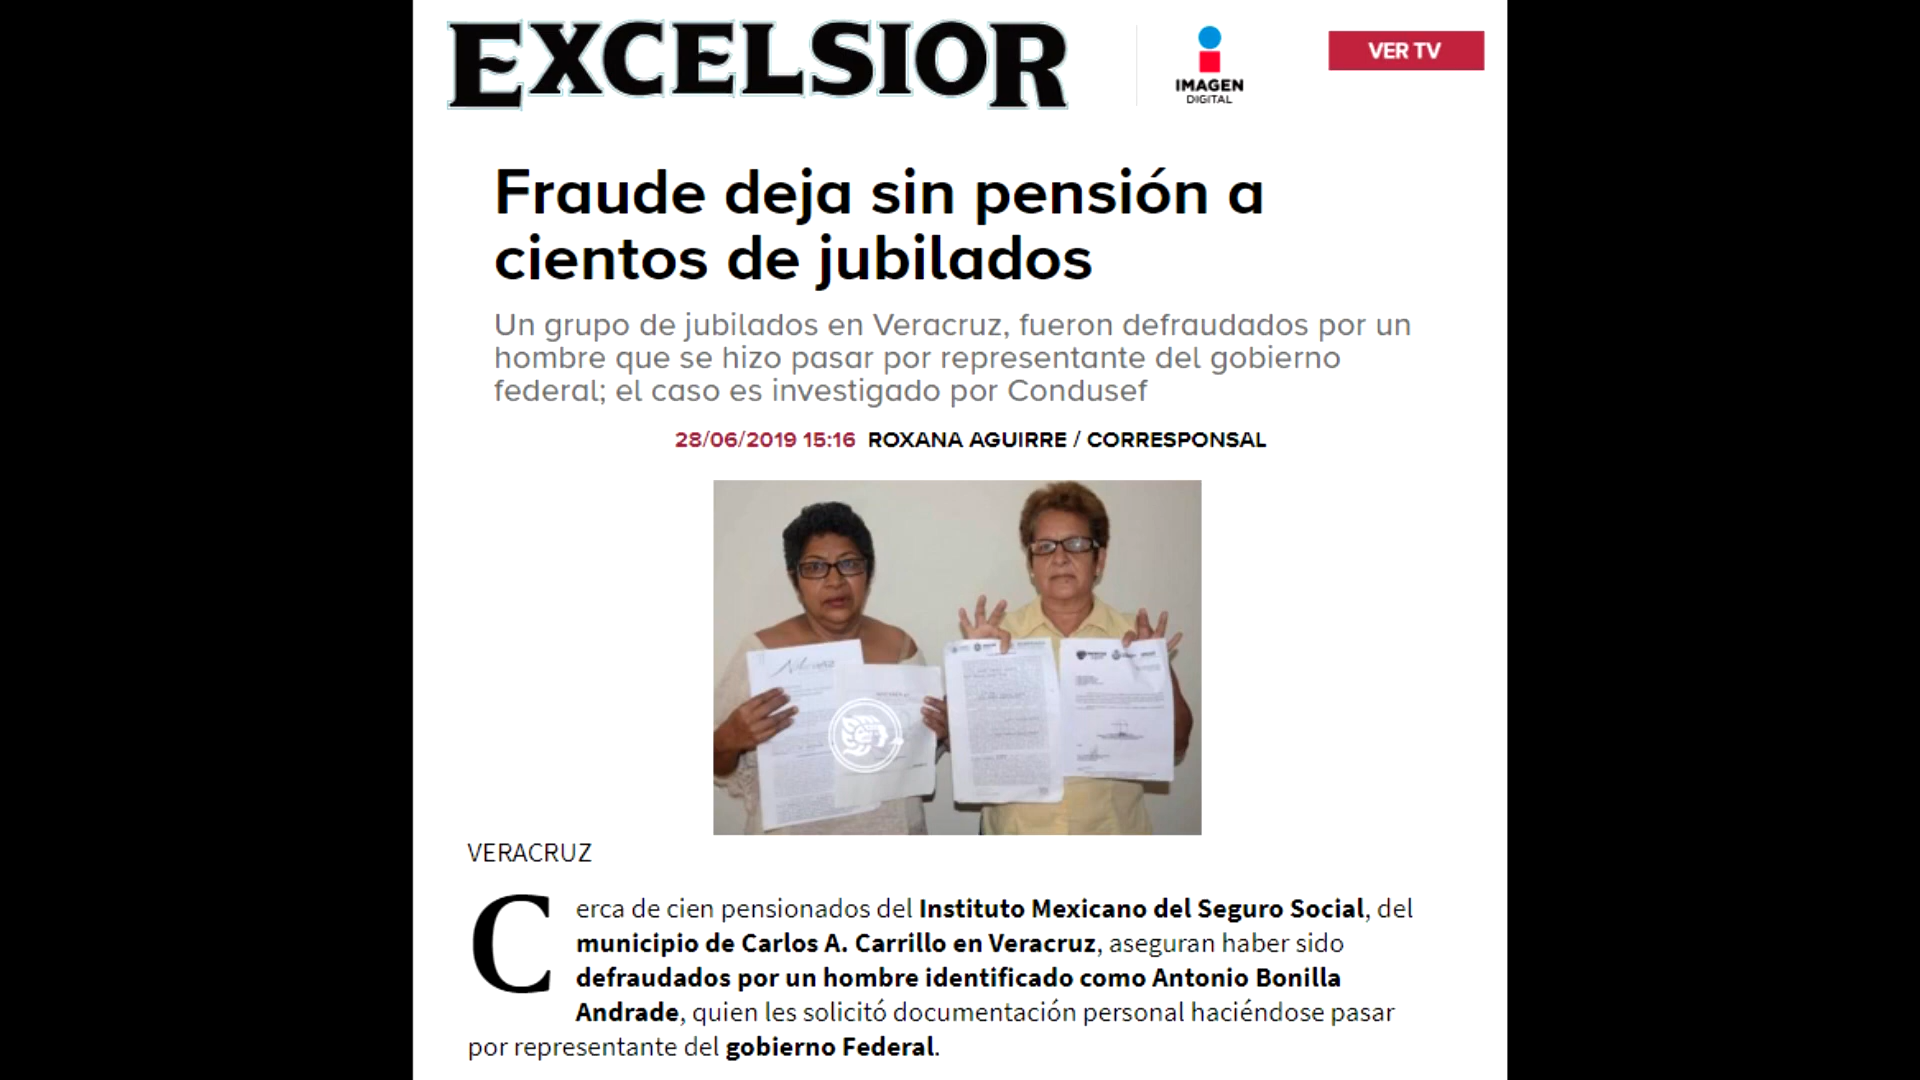 EXCELSIOR
IMAGEN
DIGITAL
VER TV
Fraude deja sin pensión a
cientos de jubilados
Un grupo de jubilados en Veracruz, fueron defraudados por un
hombre que se hizo pasar por representante del gobierno
federal; el caso es investigado por Condusef
28/06/2019 15:16 ROXANA AGUIRRE / CORRESPONSAL
VERACRUZ
Cerca de cien pensionados del Instituto Mexicano del Seguro Social, del
municipio de Carlos A. Carrillo en Veracruz, aseguran haber sido
defraudados por un hombre identificado como Antonio Bonilla
Andrade, quien les solicitó documentación personal haciéndose pasar
por representante del gobierno Federal.